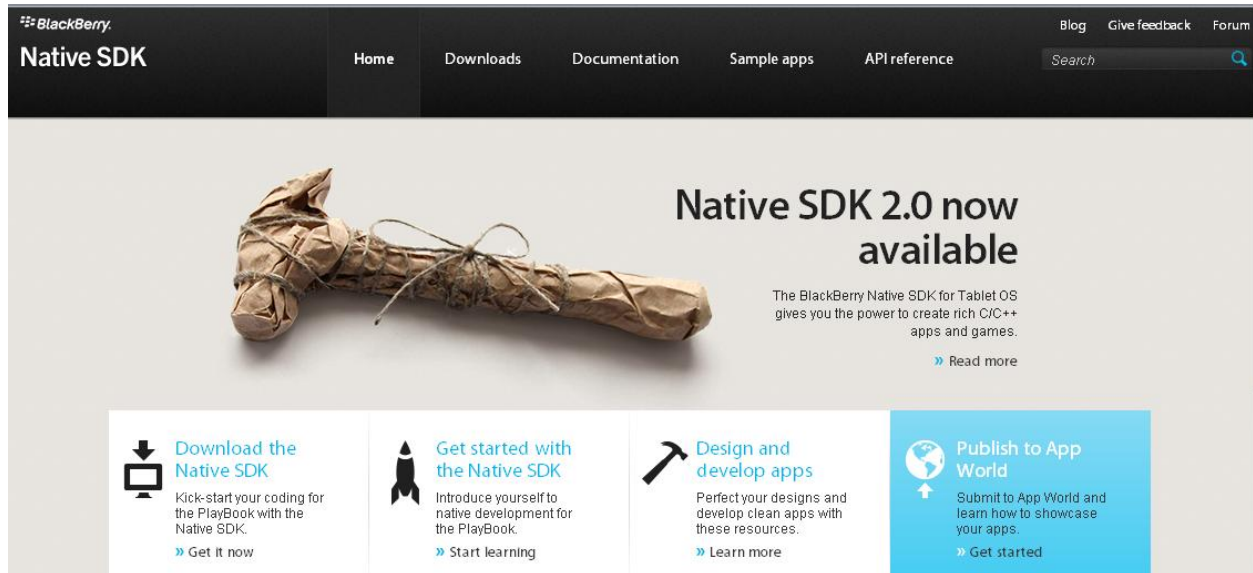 BlackBerry.
Native SDK
Home Downloads Documentation Sample apps API reference
Blog Give feedback Forum
Search
Native SDK 2.0 now
available
The BlackBerry Native SDK for Tablet OS
gives you the power to create rich C/C++
apps and games.
» Read more
Download the
Native SDK
Kick-start your coding for
the PlayBook with the
Native SDK.
» Get it now
Get started with
the Native SDK
Introduce yourself to
native development for
the PlayBook.
» Start learning
Design and
develop apps
Perfect your designs and
develop clean apps with
these resources.
» Learn more
Publish to App
World
Submit to App World and
learn how to showcase
your apps.
» Get started